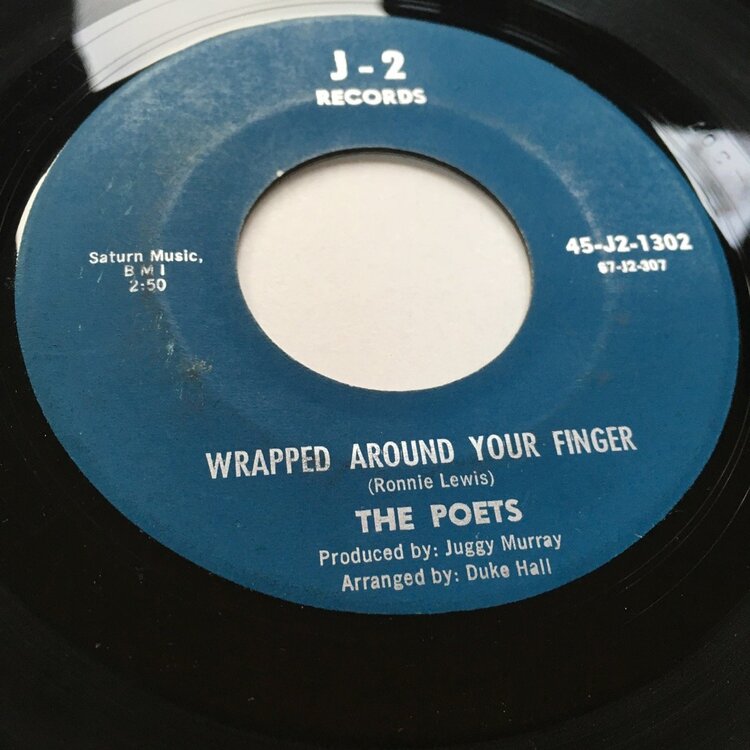 J-2
RECORDS
Saturn Music,
BMI
2:50
45-J2-1302
67-J2-307
WRAPPED AROUND YOUR FINGER
(Ronnie Lewis)
THE POETS
Produced by: Juggy Murray
Arranged by: Duke Hall